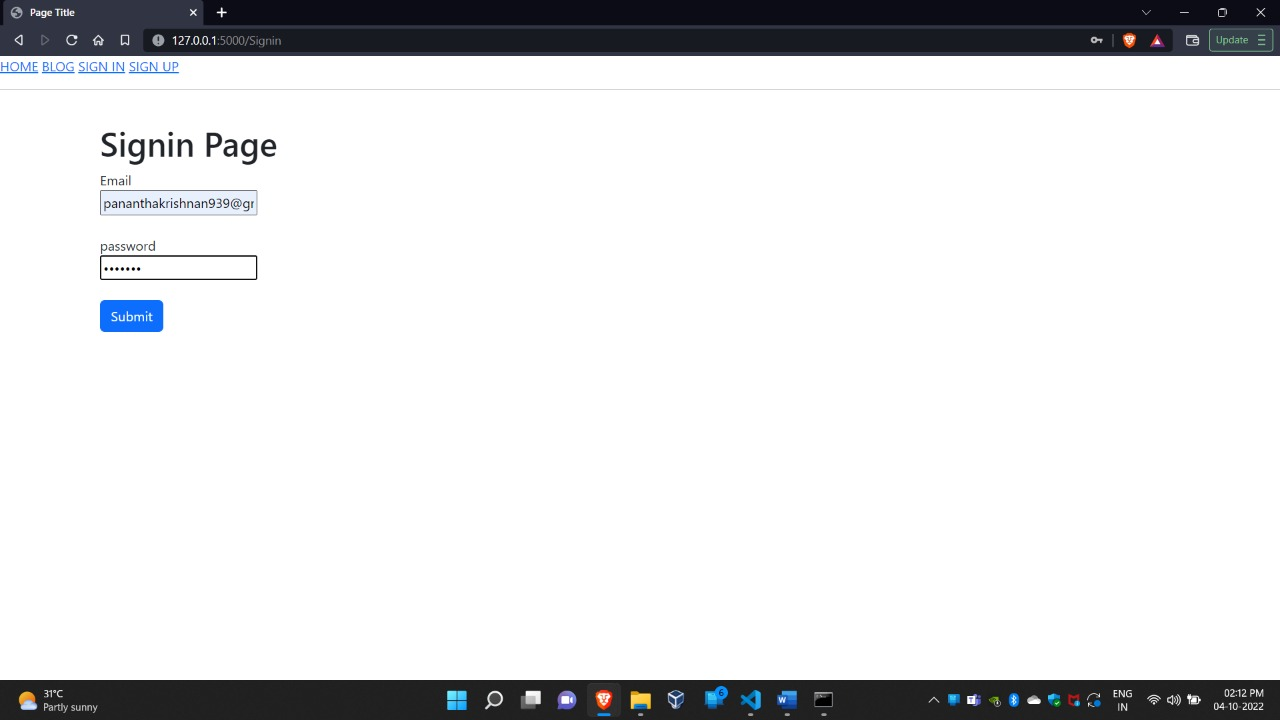 Page Title
127.0.0.1:5000/Signin
Update
HOME BLOG SIGN IN SIGN UP
Signin Page
Email
pananthakrishnan939@gr
password
Submit
31°C
Partly sunny
6
ENG
IN
02:12 PM
04-10-2022